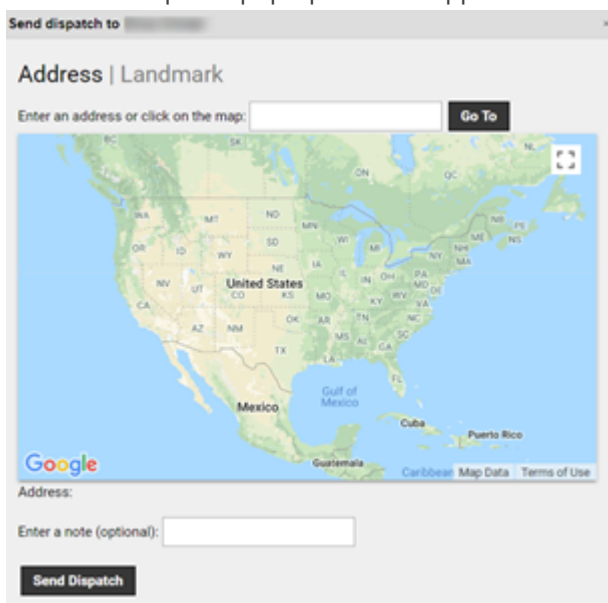 Send dispatch to
Address | Landmark
Enter an address or click on the map:
Go To
BC
SK
NL
ON
QC
WA
MT
ND
MN
NB
PE
NS
OR
ID
WY
SD
WI
MI
ME
NY
NH
MA
NV
UT
NE
IA
IL
IN
OH
PA
MD
DE
United States
CO
KS
MO
KY
WV
VA
CA
AZ
NM
OK
AR
TN
NC
SC
MS
AL
GA
TX
LA
FL
Gulf of
Mexico
Mexico
Cuba
Puerto Rico
Guatemala
Google
Caribbean
Map Data
Terms of Use
Address:
Enter a note (optional):
Send Dispatch